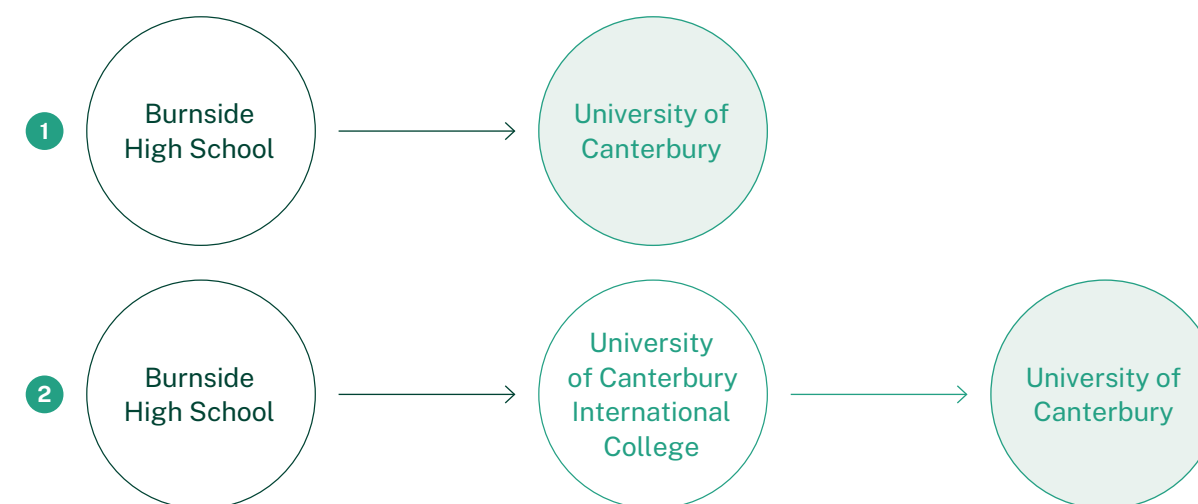 1
Burnside
High School
University of
Canterbury
2
Burnside
High School
University
of Canterbury
International
College
University of
Canterbury